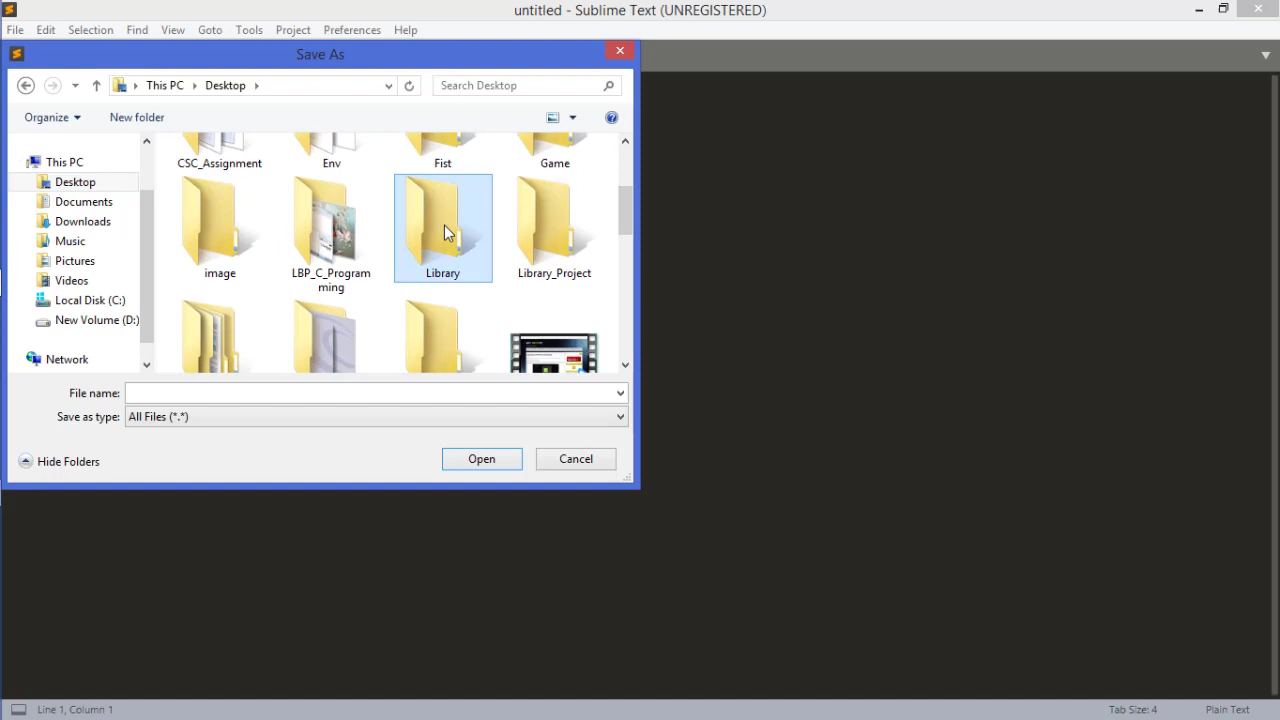 untitled - Sublime Text (UNREGISTERED)
File Edit Selection Find View Goto Tools Project Preferences Help
Save As
This PC Desktop
Search Desktop
Organize New folder
This PC
Desktop
Documents
Downloads
Music
Pictures
Videos
Local Disk (C:)
New Volume (D:)
Network
CSC_Assignment Env Fist Game
image LBP_C_Program
ming Library Library_Project
File name:
Save as type: All Files (*.*)
Hide Folders Open Cancel
Line 1, Column 1 Tab Size: 4 Plain Text